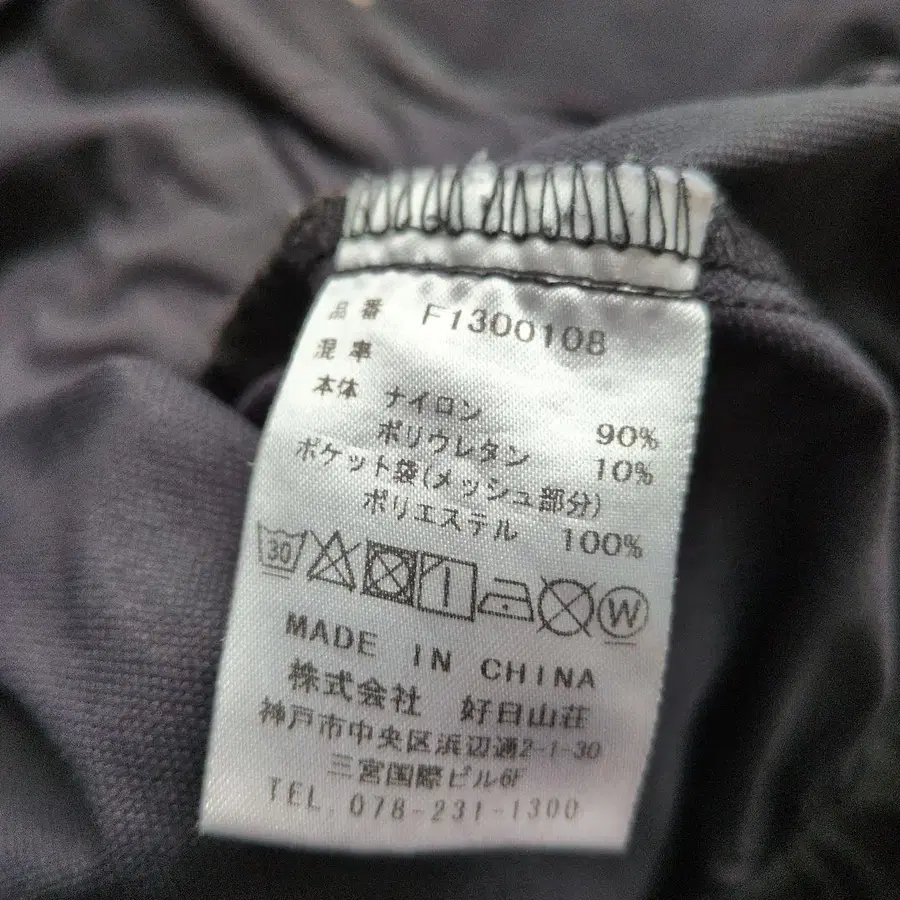 品番 F1300108
混率
本体 ナイロン 90%
ポリウレタン 10%
ポケット袋(メッシュ部分)
ポリエステル 100%
30 W
MADE IN CHINA
株式会社 好日山荘
神戸市中央区浜辺通2-1-30
三宮国際ビル6F
TEL. 078-231-1300